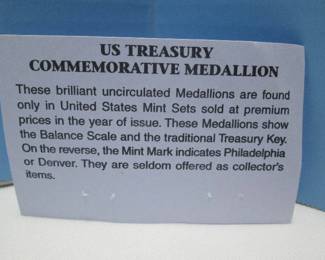 US TREASURY
COMMEMORATIVE MEDALLION
These brilliant uncirculated Medallions are found
only in United States Mint Sets sold at premium
prices in the year of issue. These Medallions show
the Balance Scale and the traditional Treasury Key.
On the reverse, the Mint Mark indicates Philadelphia
or Denver. They are seldom offered as collector's
items.